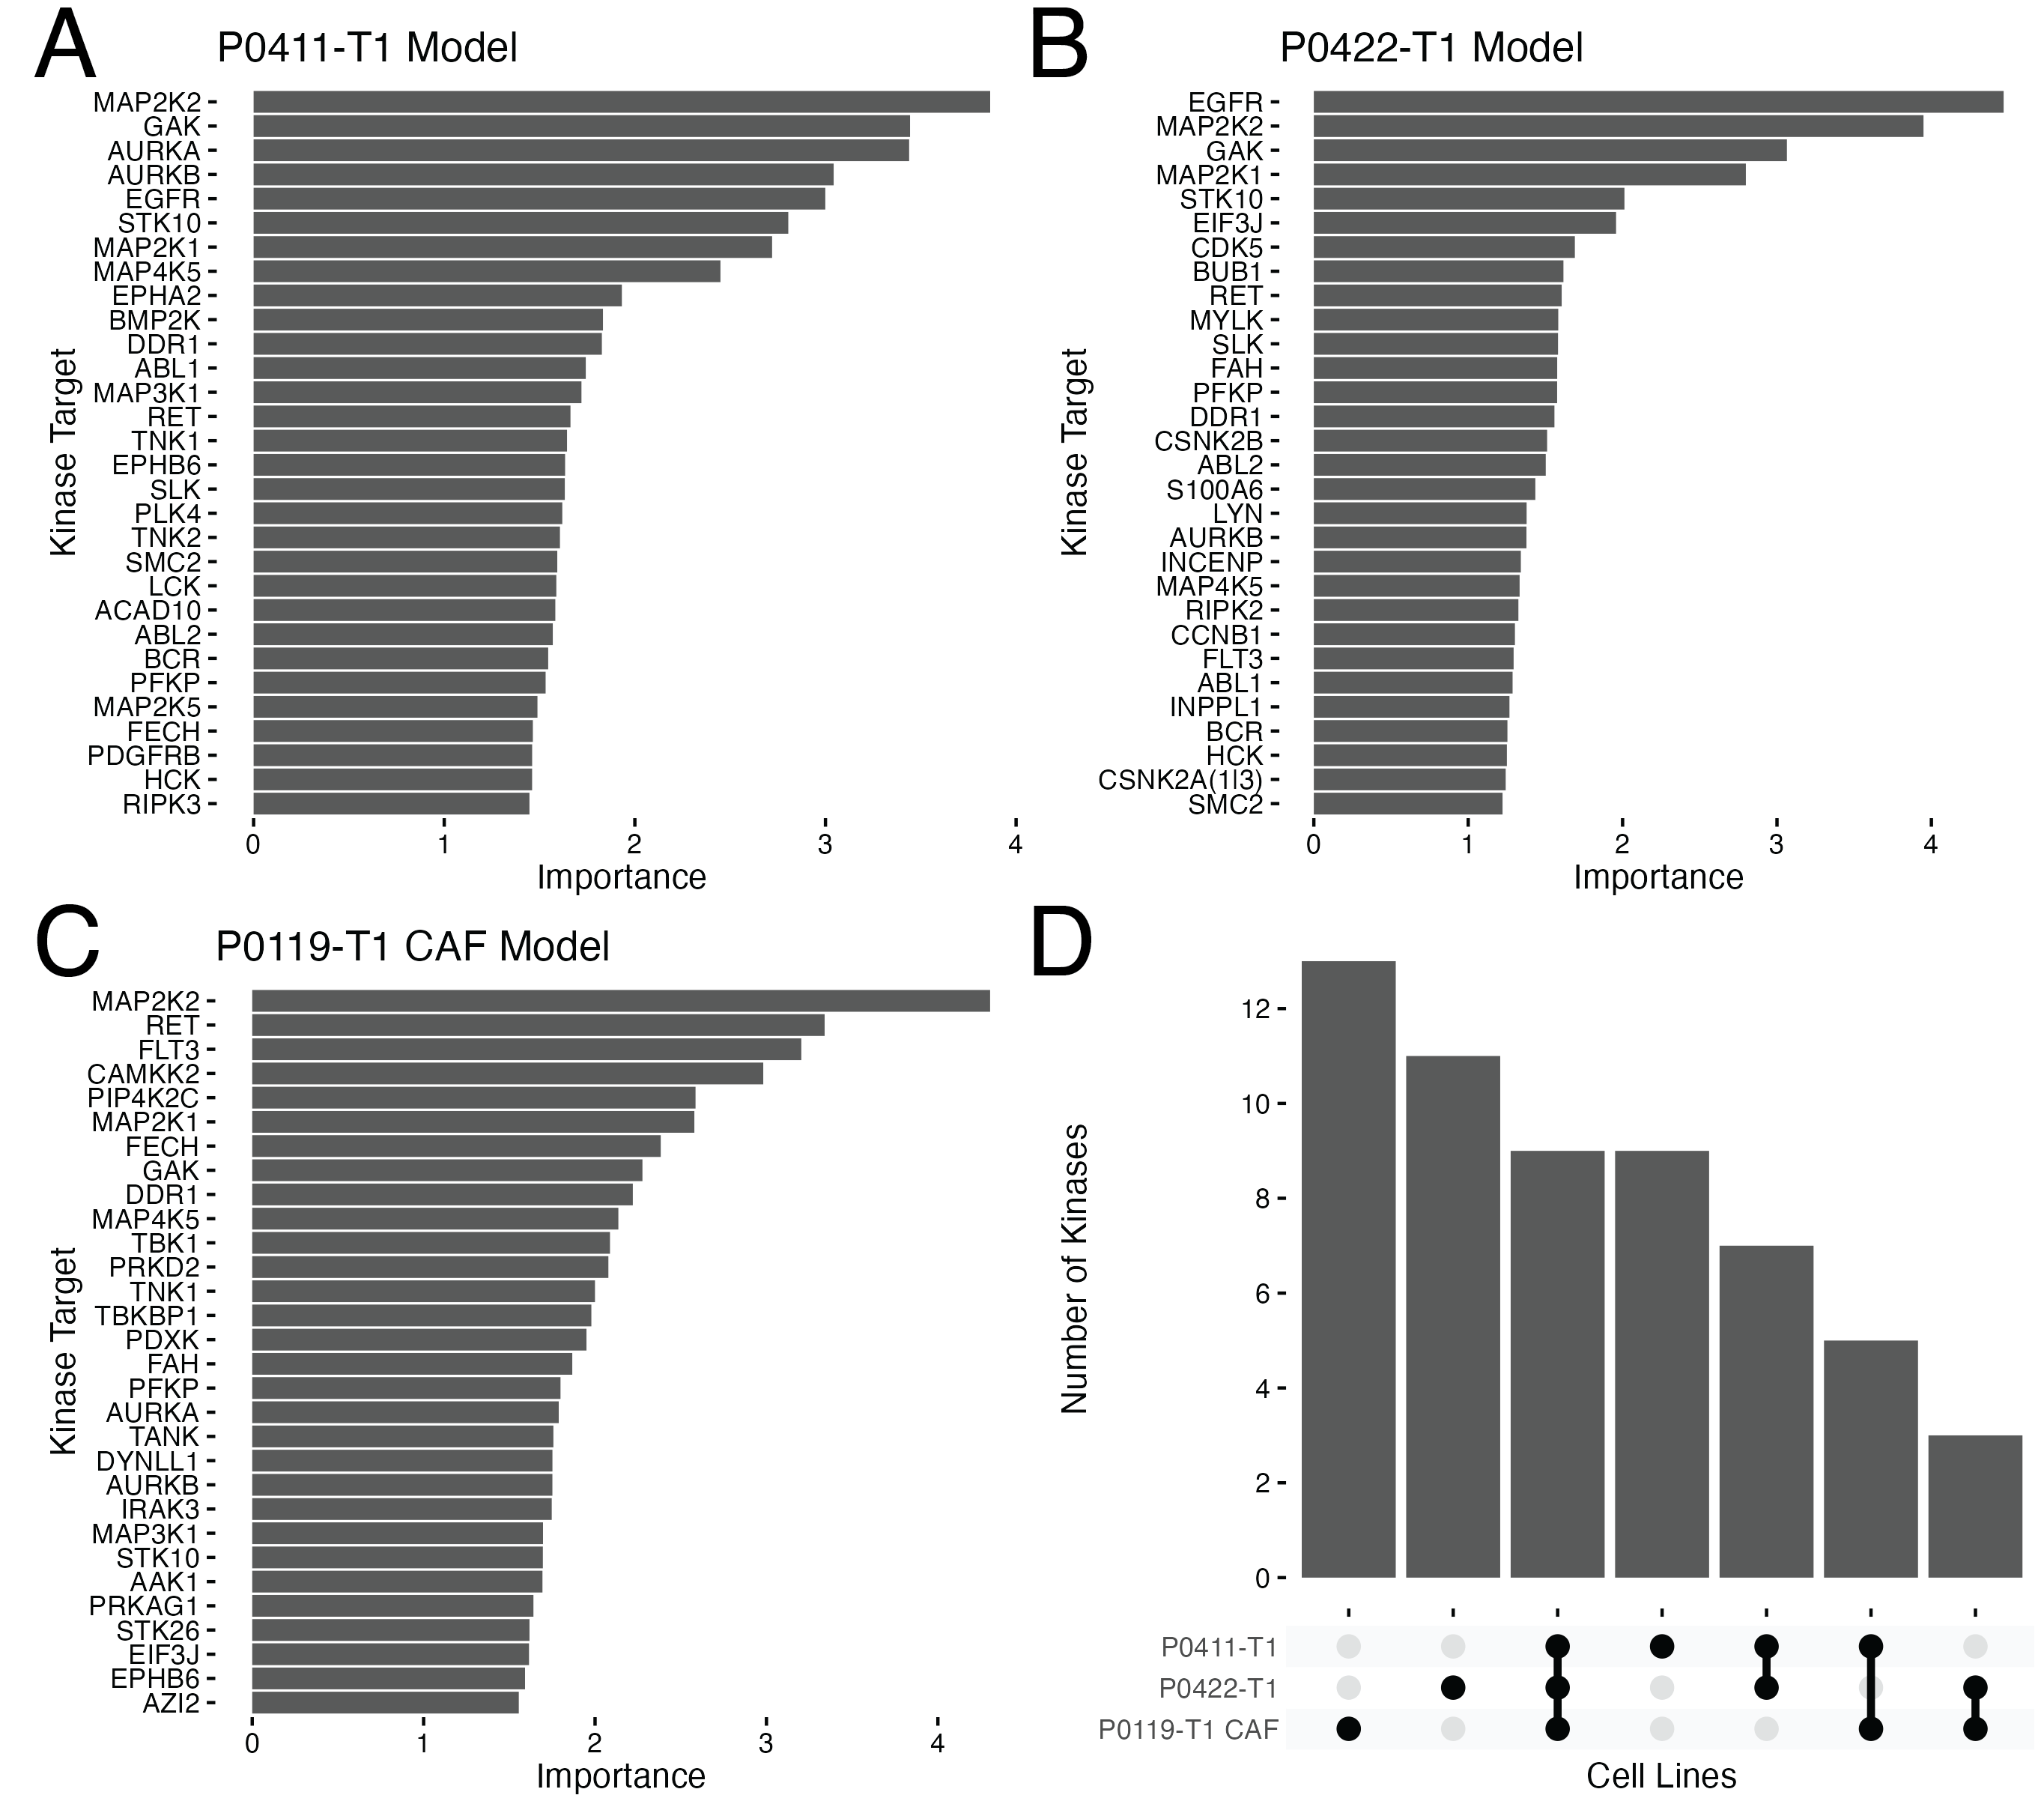 A
P0411-T1 Model
MAP2K2
GAK
AURKA
AURKB
EGFR
STK10
MAP2K1
MAP4K5
EPHA2
BMP2K
DDR1
ABL1
MAP3K1
RET
TNK1
EPHB6
SLK
PLK4
TNK2
SMC2
LCK
ACAD10
ABL2
BCR
PFKP
MAP2K5
FECH
PDGFRB
HCK
RIPK3
Kinase Target
0 1 2 3 4
Importance
B
P0422-T1 Model
EGFR
MAP2K2
GAK
MAP2K1
STK10
EIF3J
CDK5
BUB1
RET
MYLK
SLK
FAH
PFKP
DDR1
CSNK2B
ABL2
S100A6
LYN
AURKB
INCENP
MAP4K5
RIPK2
CCNB1
FLT3
ABL1
INPPL1
BCR
HCK
CSNK2A(1|3)
SMC2
Kinase Target
0 1 2 3 4
Importance
C
P0119-T1 CAF Model
MAP2K2
RET
FLT3
CAMKK2
PIP4K2C
MAP2K1
FECH
GAK
DDR1
MAP4K5
TBK1
PRKD2
TNK1
TBKBP1
PDXK
FAH
PFKP
AURKA
TANK
DYNLL1
AURKB
IRAK3
MAP3K1
STK10
AAK1
PRKAG1
STK26
EIF3J
EPHB6
AZI2
Kinase Target
0 1 2 3 4
Importance
D
Number of Kinases
12
10
8
6
4
2
0
P0411-T1
P0422-T1
P0119-T1 CAF
Cell Lines